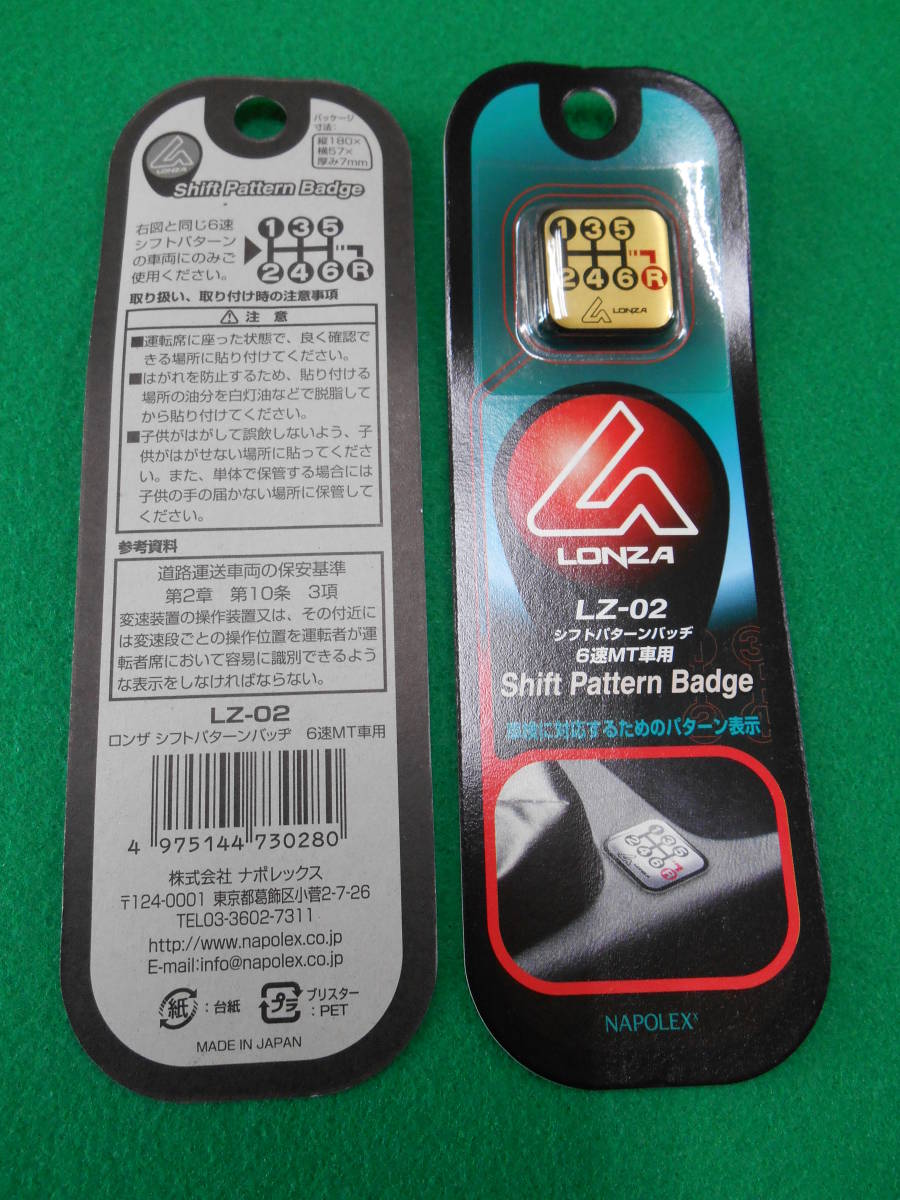 パッケージ
寸法:
縦180×
横57×
厚み7mm
LONZA
Shift Pattern Badge
右図と同じ6速
シフトパターン
の車両にのみご
使用ください。
1 3 5
2 4 6 R
取り扱い、取り付け時の注意事項
⚠ 注 意
■運転席に座った状態で、良く確認で
きる場所に貼り付けてください。
■はがれを防止するため、貼り付ける
場所の油分を白灯油などで脱脂して
から貼り付けてください。
■子供がはがして誤飲しないよう、子
供がはがせない場所に貼ってくださ
い。また、単体で保管する場合には
子供の手の届かない場所に保管して
ください。
参考資料
道路運送車両の保安基準
第2章 第10条 3項
変速装置の操作装置又は、その付近に
は変速段ごとの操作位置を運転者が運
転者席において容易に識別できるよう
な表示をしなければならない。
LZ-02
ロンザ シフトパターンバッヂ 6速MT車用
4 975144 730280
株式会社 ナポレックス
〒124-0001 東京都葛飾区小菅2-7-26
TEL03-3602-7311
http://www.napolex.co.jp
E-mail:info@napolex.co.jp
紙 :台紙
プラ ブリスター
:PET
MADE IN JAPAN
1 3 5
2 4 6 R
LONZA
LONZA
LZ-02
シフトパターンバッヂ
6速MT車用
Shift Pattern Badge
車検に対応するためのパターン表示
1 3 5
2 4 6 R
NAPOLEX